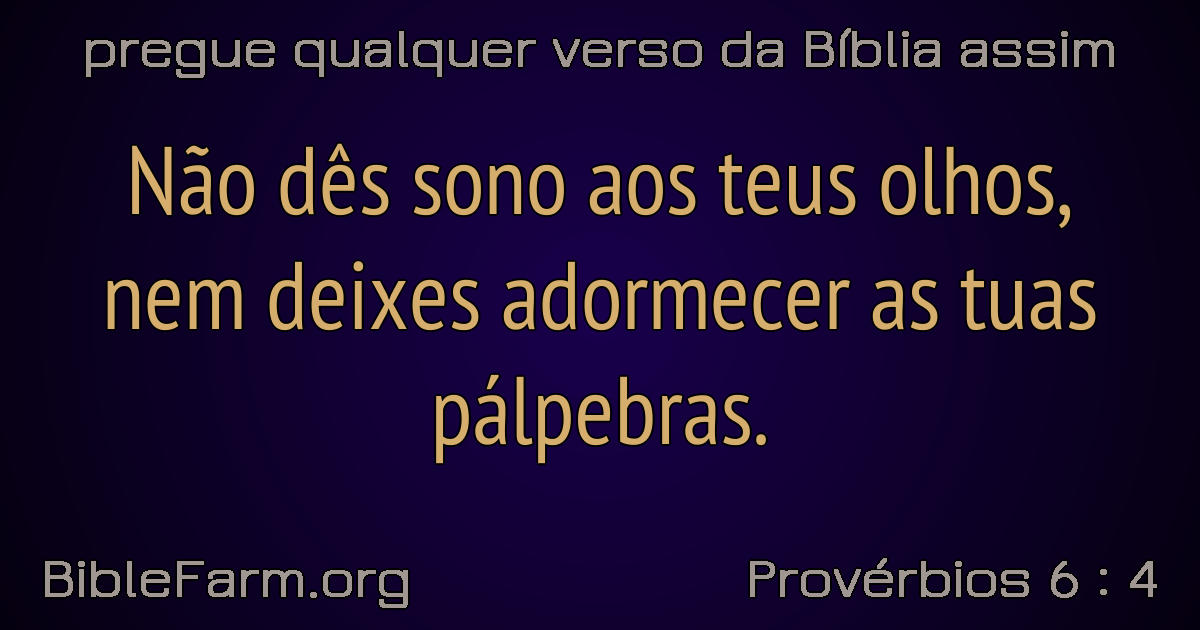 pregue qualquer verso da Bíblia assim
Não dês sono aos teus olhos,
nem deixes adormecer as tuas
pálpebras.
BibleFarm.org
Provérbios 6 : 4